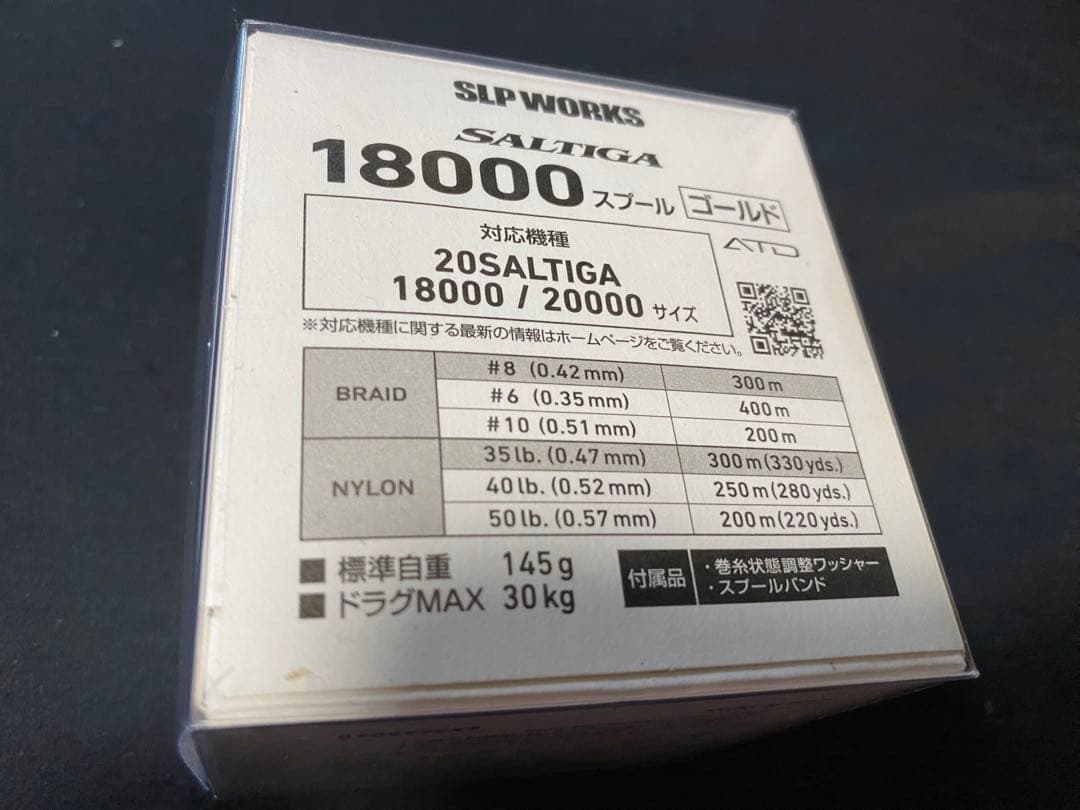 SLPWORKS
SALTIGA
18000 スプール ゴールド
ATD
対応機種
20SALTIGA
18000 / 20000 サイズ
※対応機種に関する最新の情報はホームページをご覧ください。
BRAID
#8 (0.42mm) 300m
#6 (0.35mm) 400m
#10 (0.51mm) 200m
NYLON
35lb. (0.47mm) 300m(330yds.)
40lb. (0.52mm) 250m(280yds.)
50lb. (0.57mm) 200m(220yds.)
■ 標準自重 145g
■ ドラグMAX 30kg
付属品
・巻糸状態調整ワッシャー
・スプールバンド